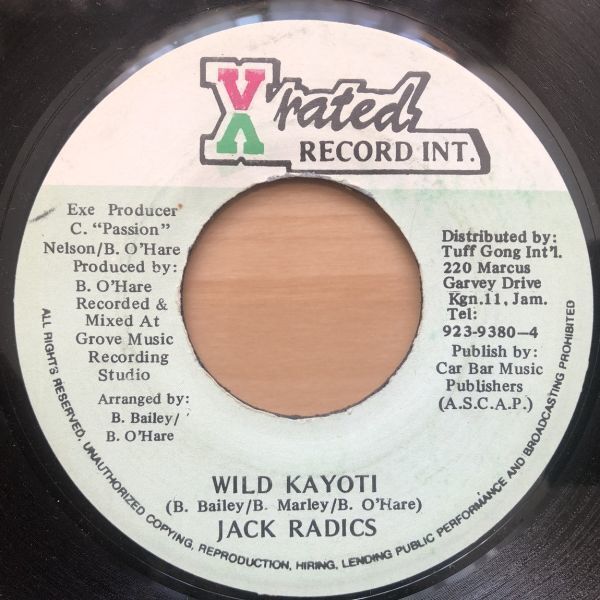 X rated
RECORD INT.
Exe Producer
C. "Passion"
Nelson/B. O'Hare
Produced by:
B. O'Hare
Recorded &
Mixed At
Grove Music
Recording
Studio
Arranged by:
B. Bailey/
B. O'Hare
Distributed by:
Tuff Gong Int'l.
220 Marcus
Garvey Drive
Kgn.11, Jam.
Tel:
923-9380-4
Publish by:
Car Bar Music
Publishers
(A.S.C.A.P.)
WILD KAYOTI
(B. Bailey/B. Marley/B. O'Hare)
JACK RADICS
ALL RIGHTS RESERVED, UNAUTHORIZED COPYING, REPRODUCTION, HIRING, LENDING PUBLIC PERFORMANCE AND BROADCASTING PROHIBITED